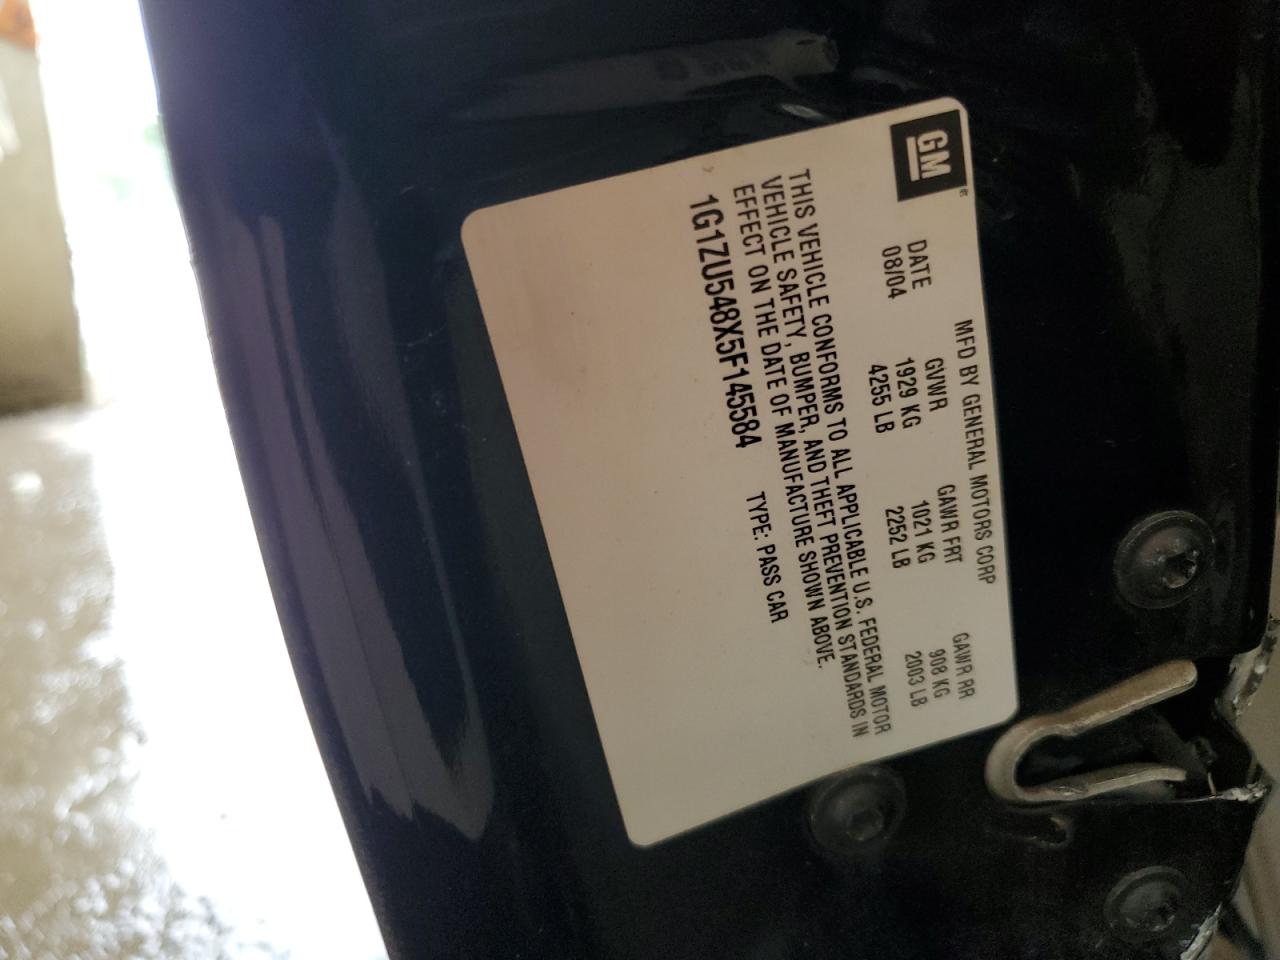 GM
MFD BY GENERAL MOTORS CORP
DATE GVWR GAWR FRT GAWR RR
08/04 1929 KG 1021 KG 908 KG
4255 LB 2252 LB 2003 LB
THIS VEHICLE CONFORMS TO ALL APPLICABLE U.S. FEDERAL MOTOR
VEHICLE SAFETY, BUMPER, AND THEFT PREVENTION STANDARDS IN
EFFECT ON THE DATE OF MANUFACTURE SHOWN ABOVE.
1G1ZU548X5F145584 TYPE: PASS CAR